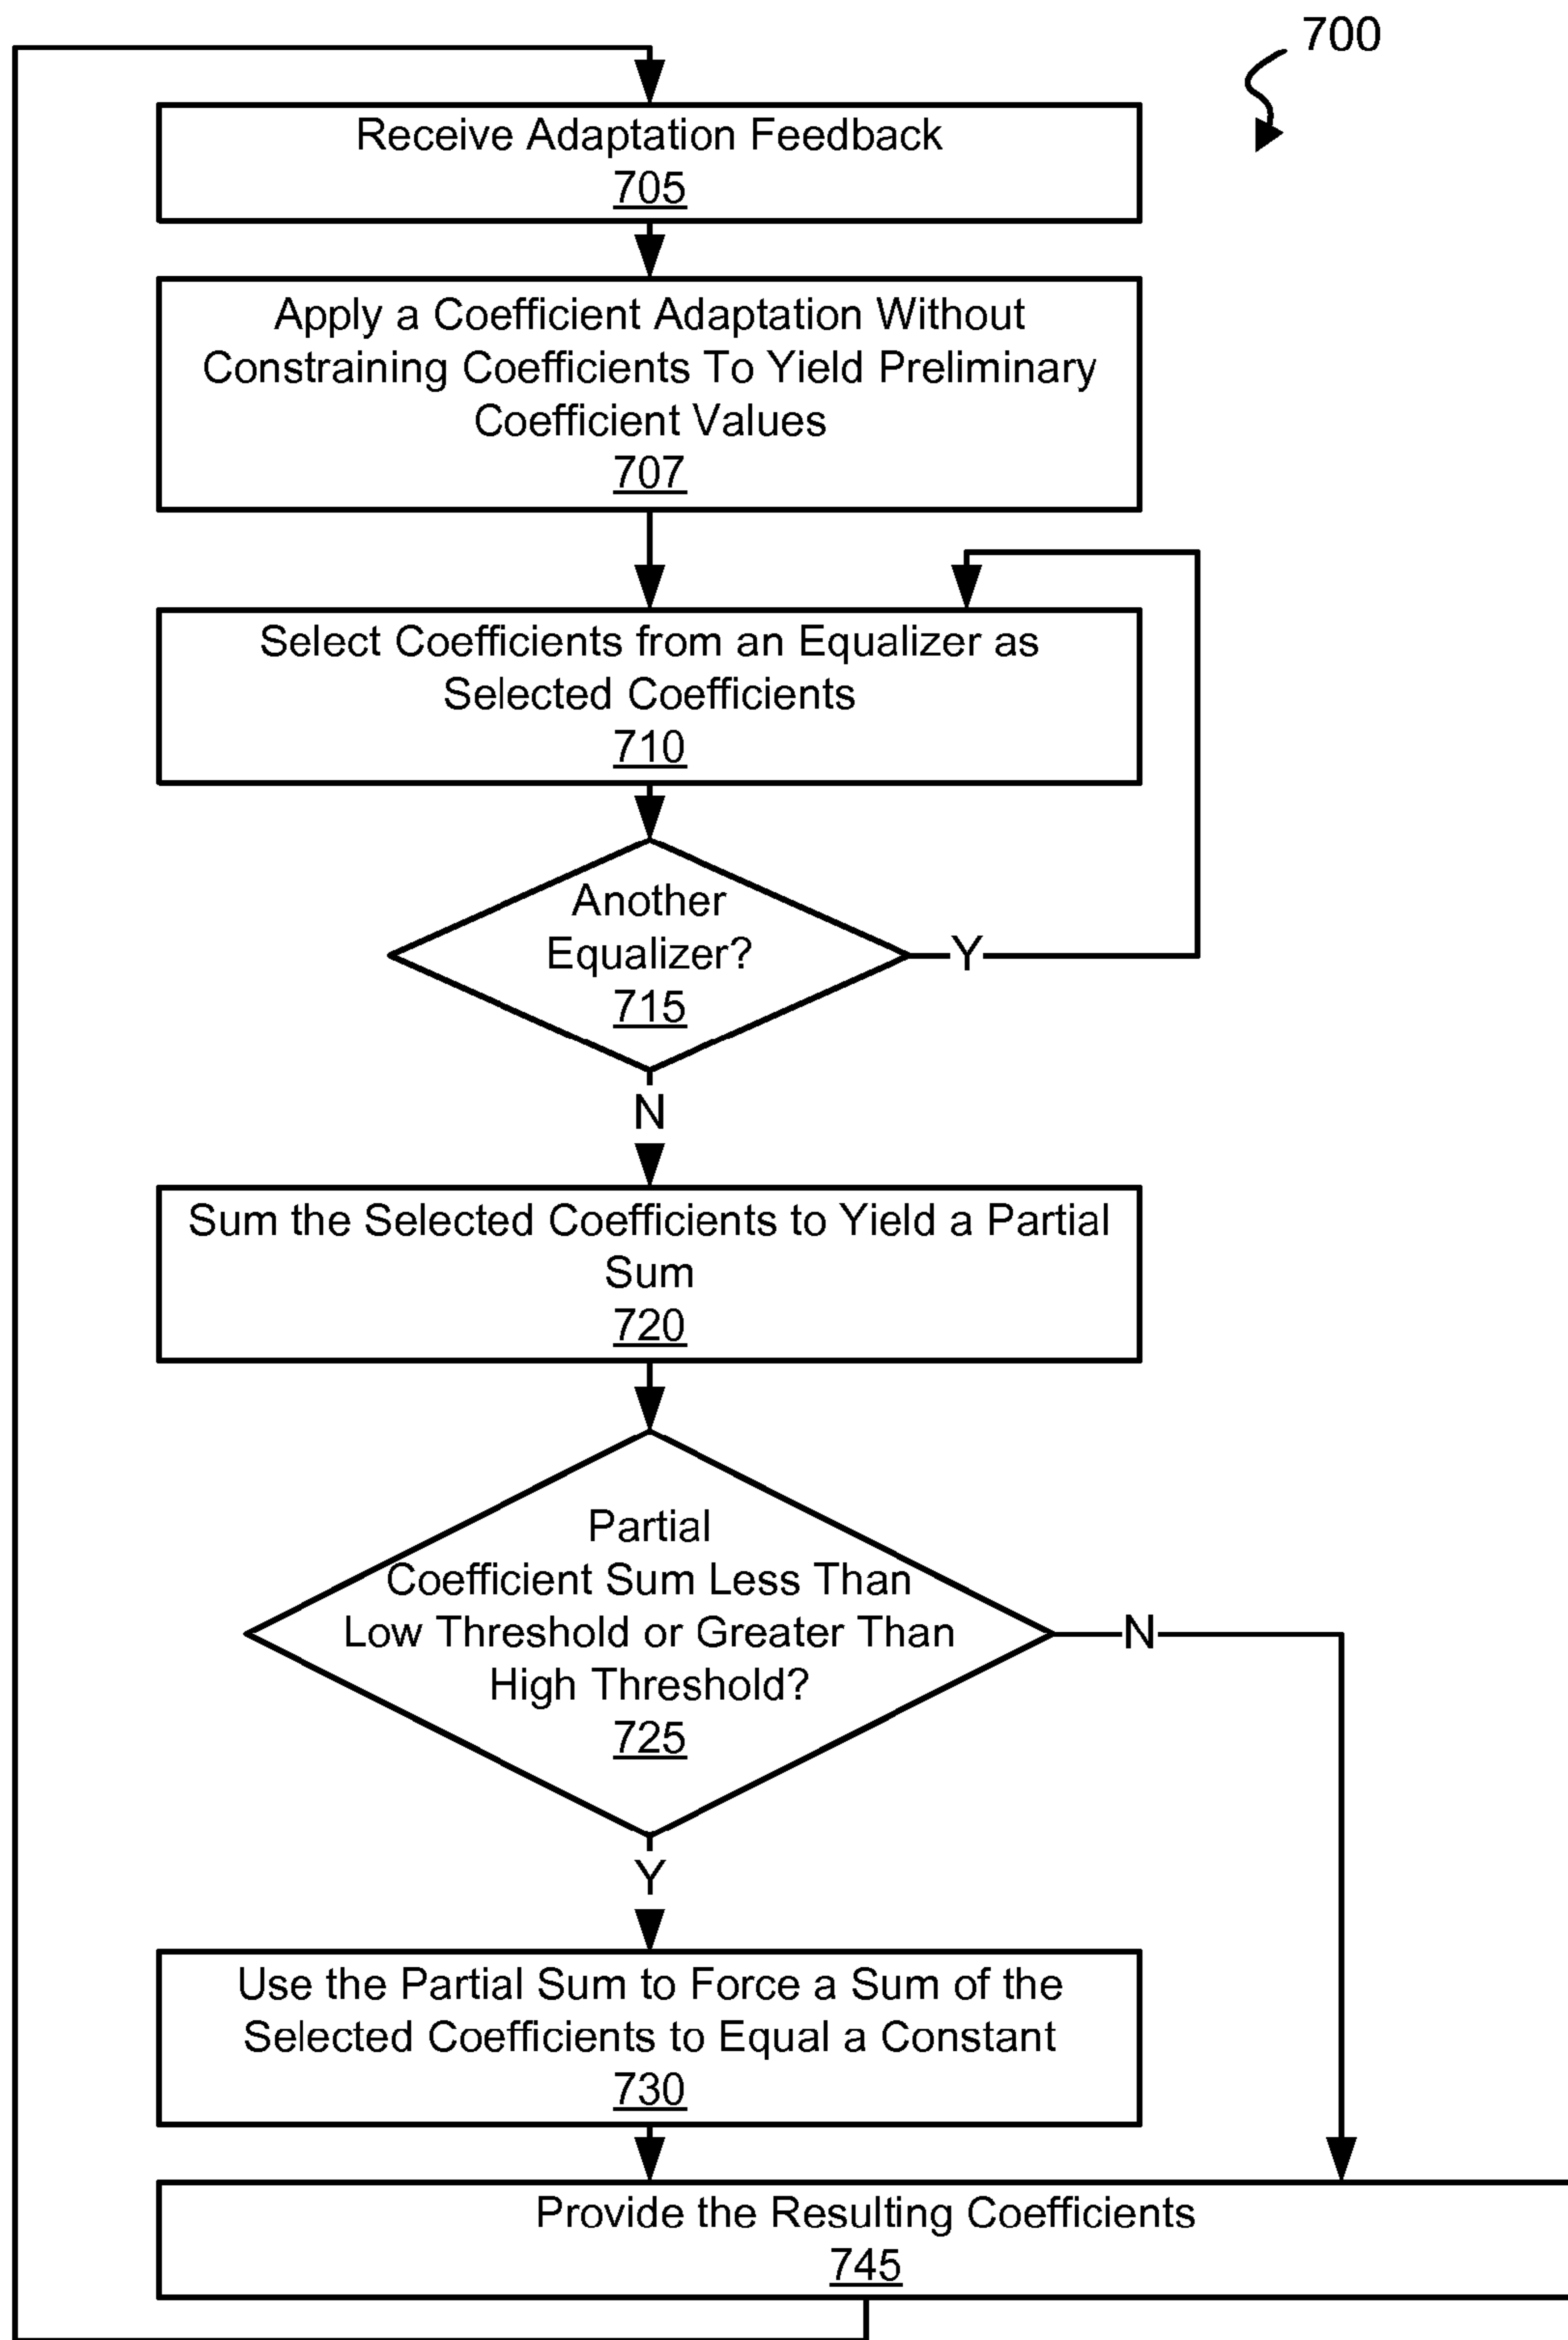 700
Receive Adaptation Feedback
705
Apply a Coefficient Adaptation Without
Constraining Coefficients To Yield Preliminary
Coefficient Values
707
Select Coefficients from an Equalizer as
Selected Coefficients
710
Another
Equalizer?
715
Y
N
Sum the Selected Coefficients to Yield a Partial
Sum
720
Partial
Coefficient Sum Less Than
Low Threshold or Greater Than
High Threshold?
725
N
Y
Use the Partial Sum to Force a Sum of the
Selected Coefficients to Equal a Constant
730
Provide the Resulting Coefficients
745